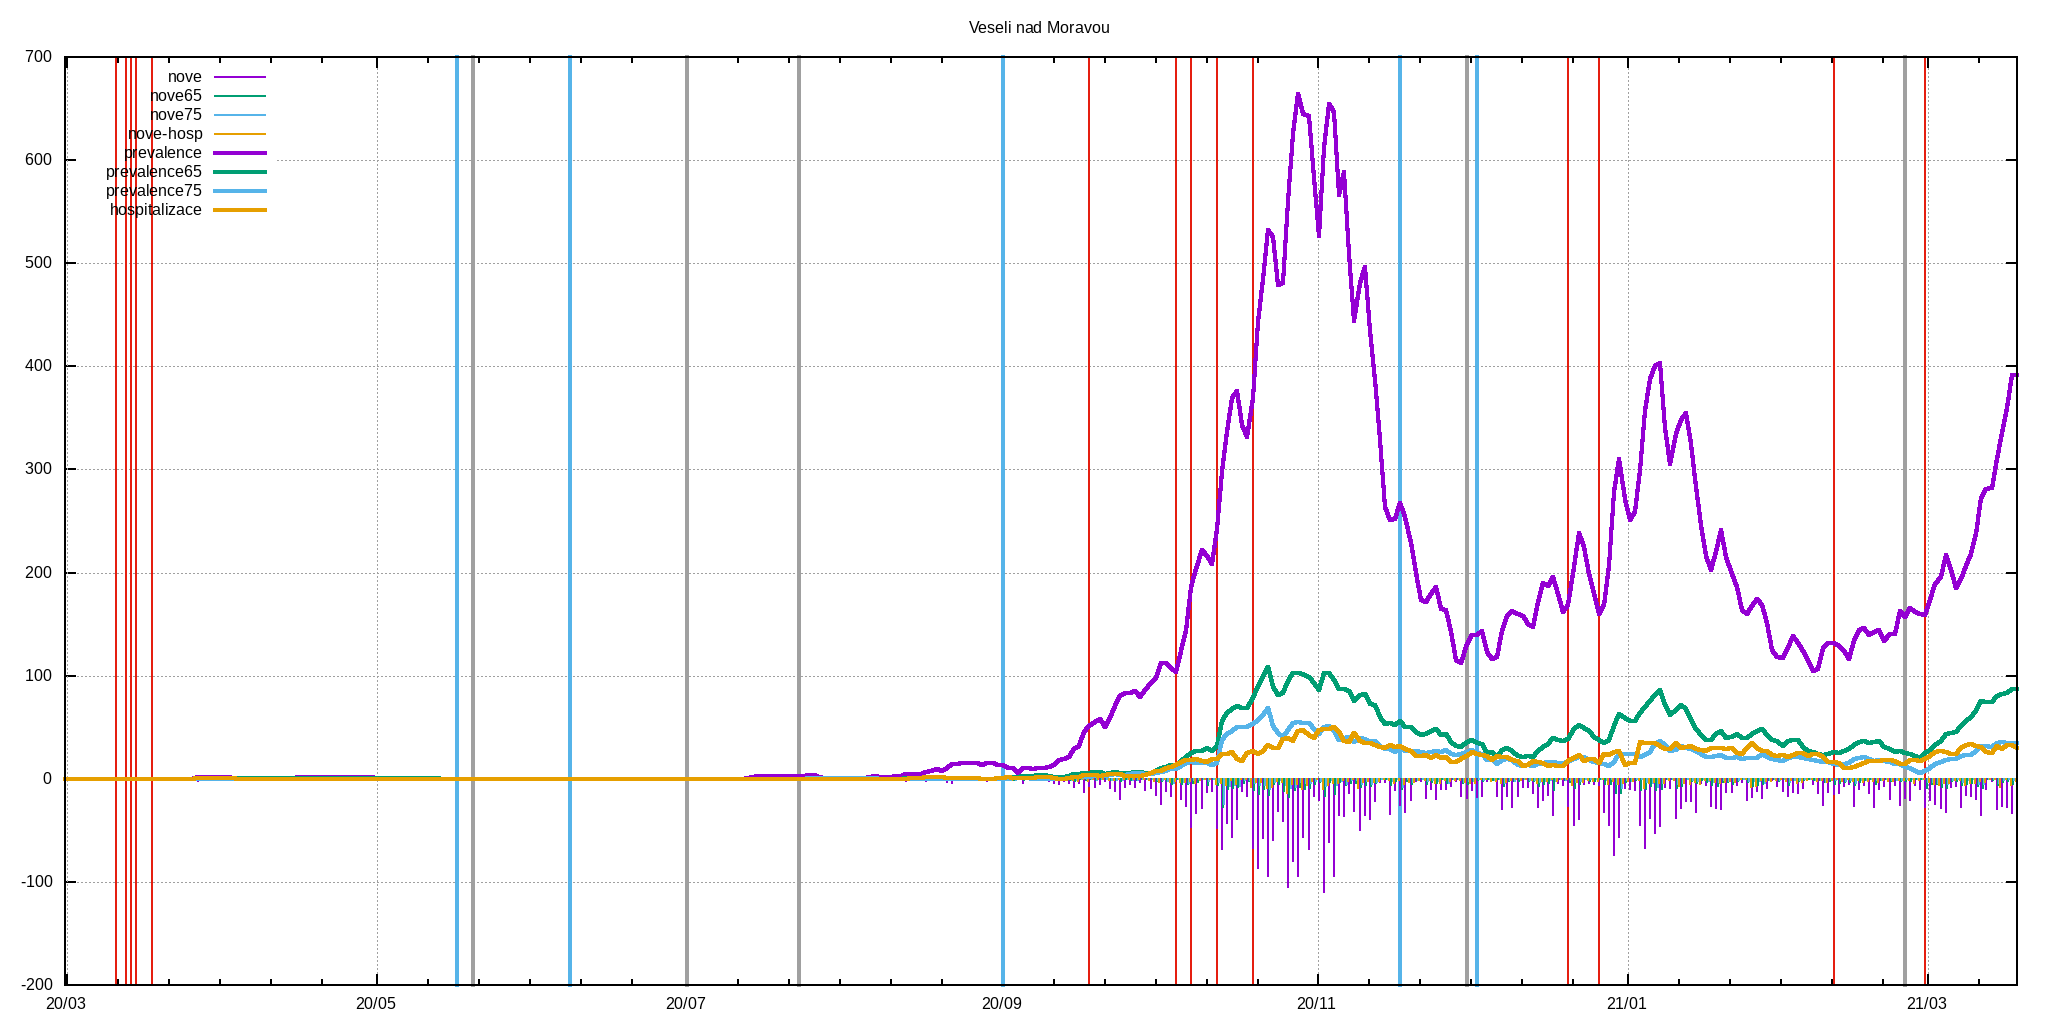 Veseli nad Moravou
700
600
500
400
300
200
100
0
-100
-200
nove
nove65
nove75
nove-hosp
prevalence
prevalence65
prevalence75
hospitalizace
20/03 20/05 20/07 20/09 20/11 21/01 21/03